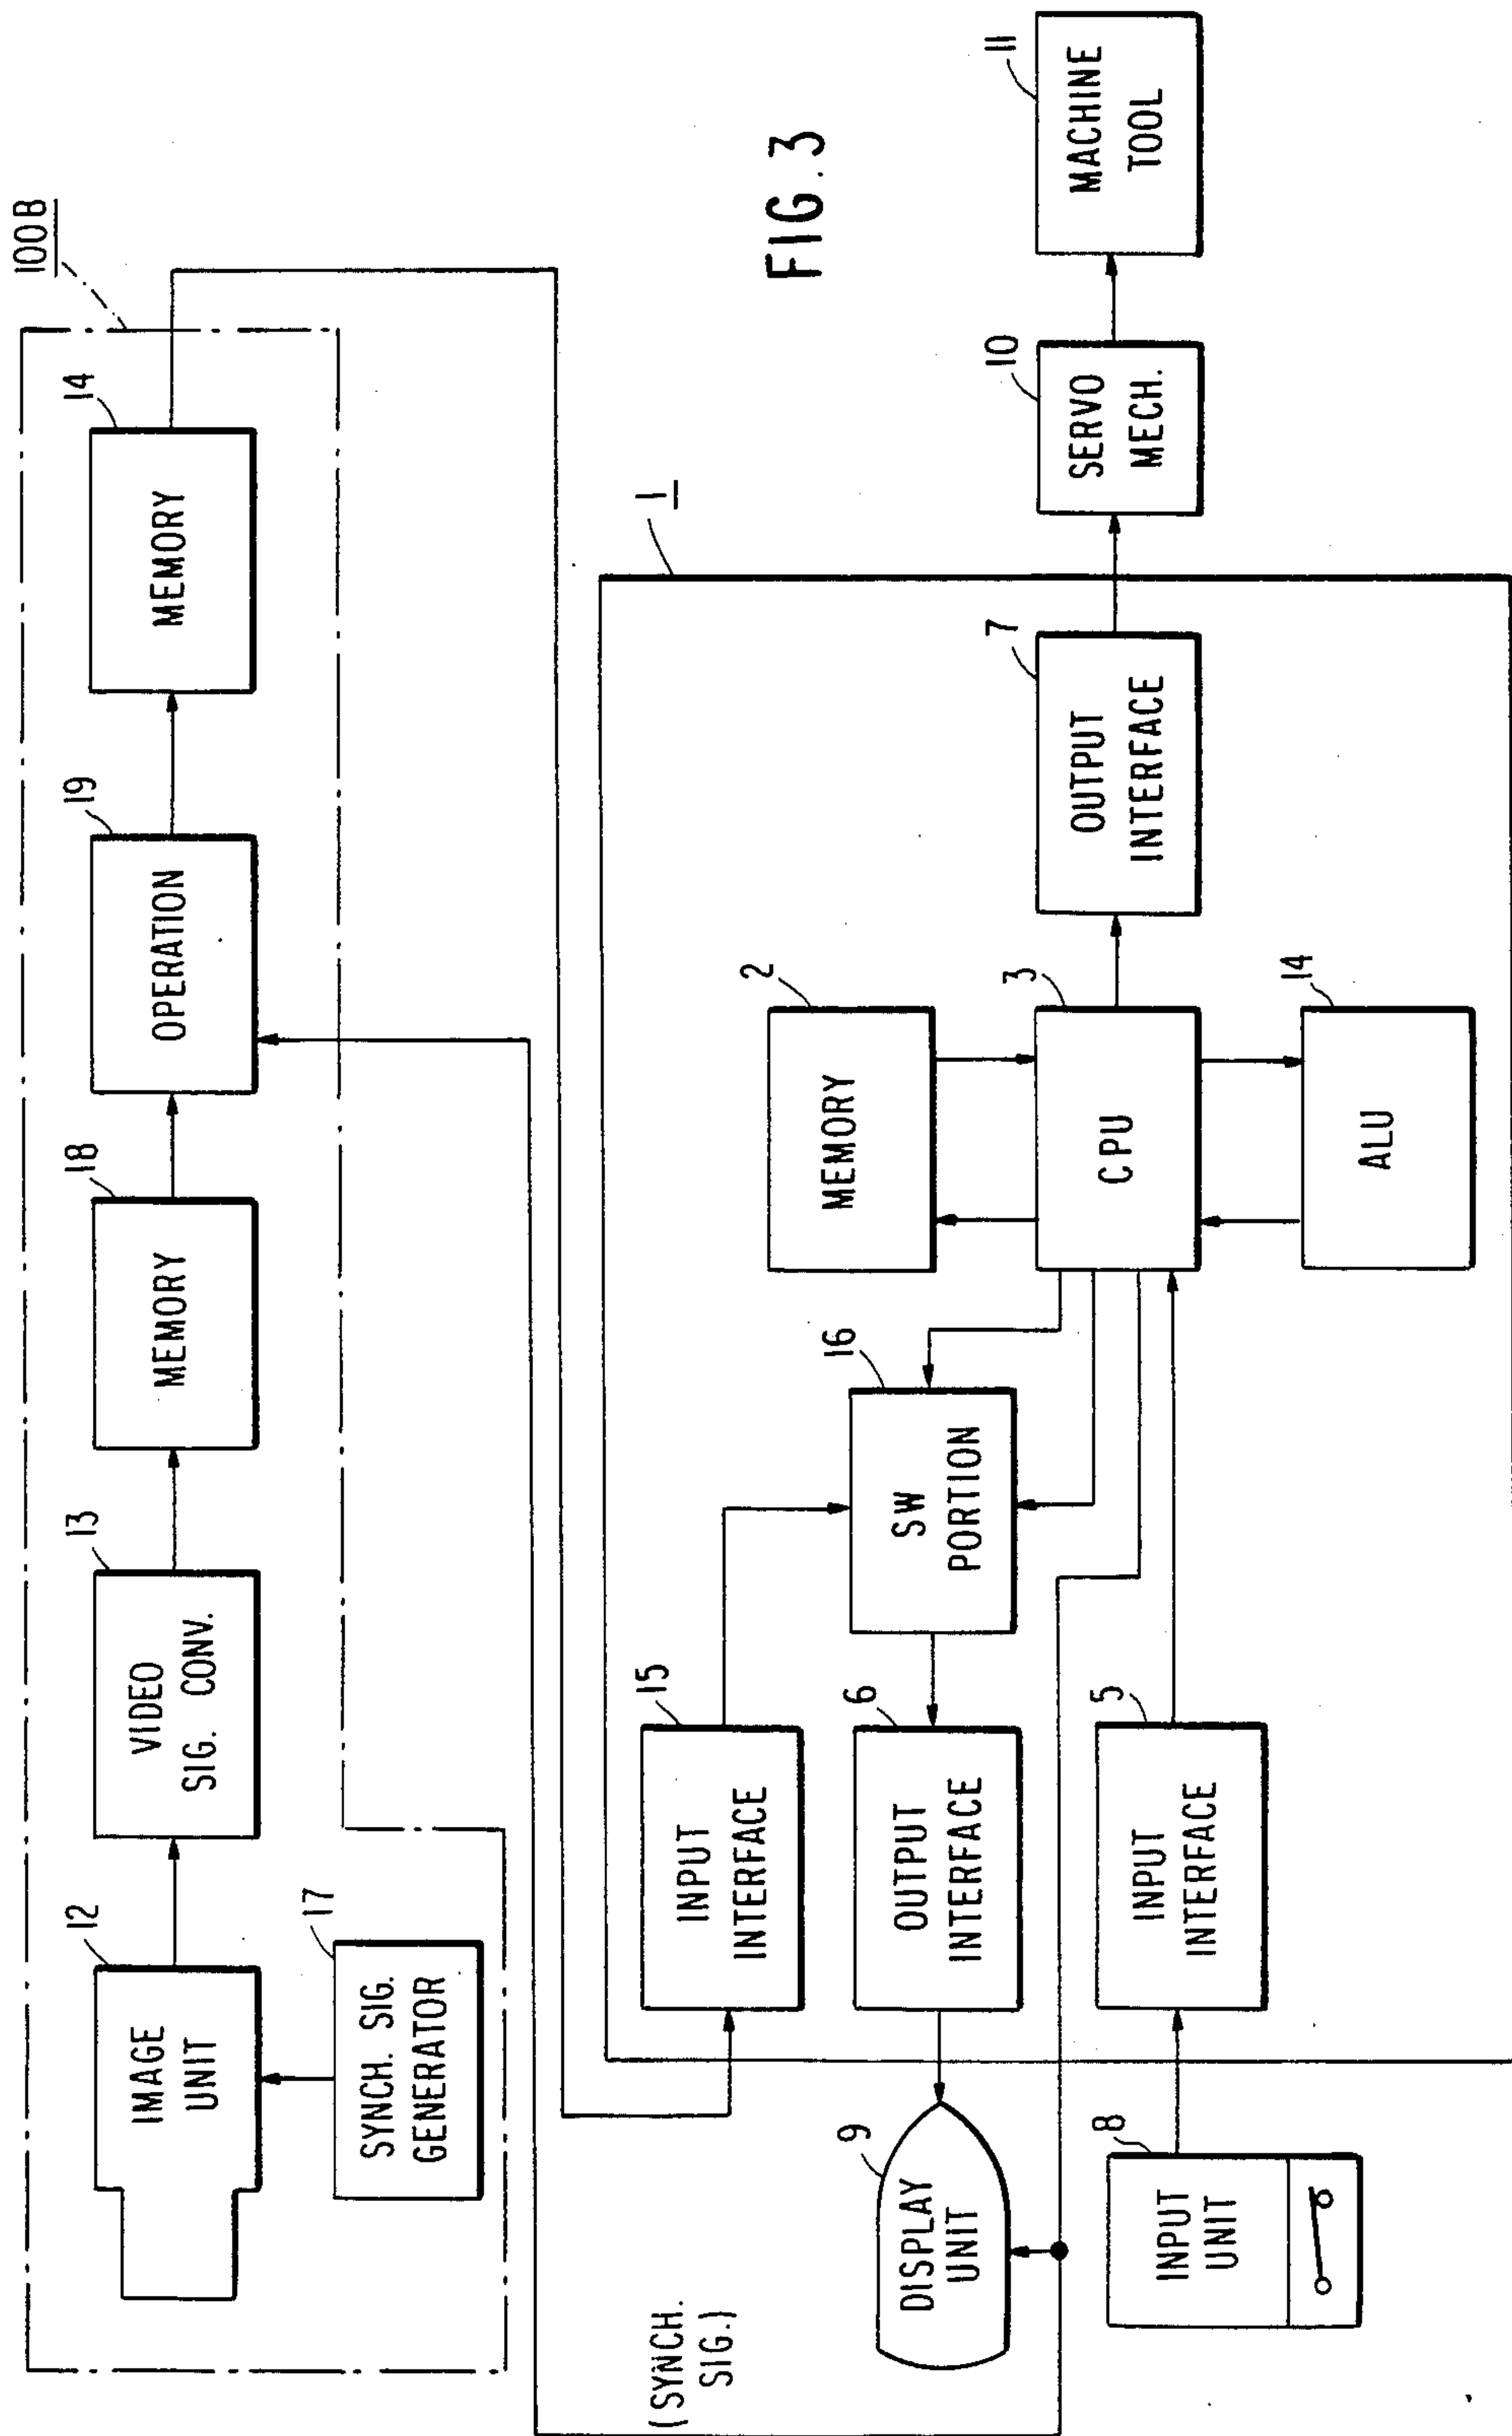 100B
12
IMAGE
UNIT
13
VIDEO
SIG. CONV.
18
MEMORY
19
OPERATION
14
MEMORY
17
SYNCH. SIG.
GENERATOR
(SYNCH.
SIG.)
FIG. 3
1
15
INPUT
INTERFACE
16
SW
PORTION
2
MEMORY
9
DISPLAY
UNIT
6
OUTPUT
INTERFACE
3
CPU
7
OUTPUT
INTERFACE
10
SERVO
MECH.
11
MACHINE
TOOL
8
INPUT
UNIT
5
INPUT
INTERFACE
14
ALU